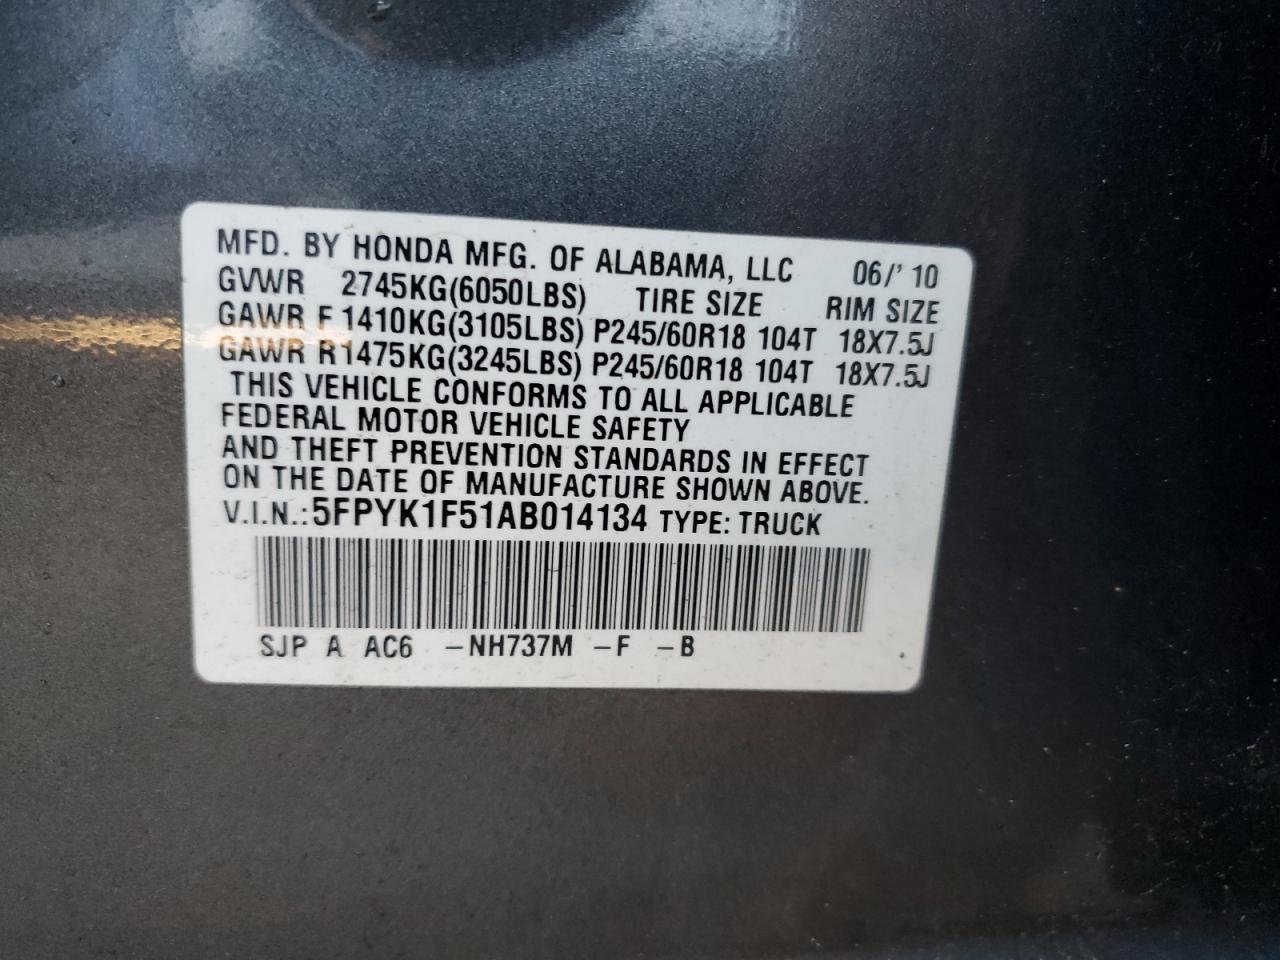 MFD. BY HONDA MFG. OF ALABAMA, LLC 06/' 10
GVWR 2745KG(6050LBS) TIRE SIZE RIM SIZE
GAWR F 1410KG(3105LBS) P245/60R18 104T 18X7.5J
GAWR R1475KG(3245LBS) P245/60R18 104T 18X7.5J
THIS VEHICLE CONFORMS TO ALL APPLICABLE
FEDERAL MOTOR VEHICLE SAFETY
AND THEFT PREVENTION STANDARDS IN EFFECT
ON THE DATE OF MANUFACTURE SHOWN ABOVE.
V.I.N.:5FPYK1F51AB014134 TYPE: TRUCK
SJP A AC6 -NH737M -F -B